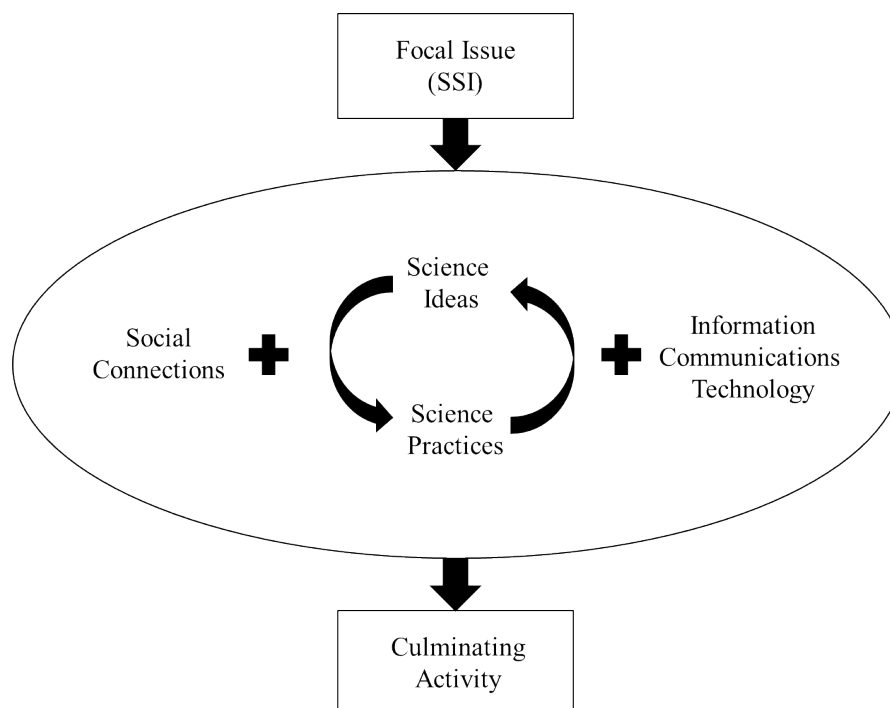 Focal Issue
(SSI)
Science
Ideas
Social
Connections
Information
Communications
Technology
Science
Practices
Culminating
Activity